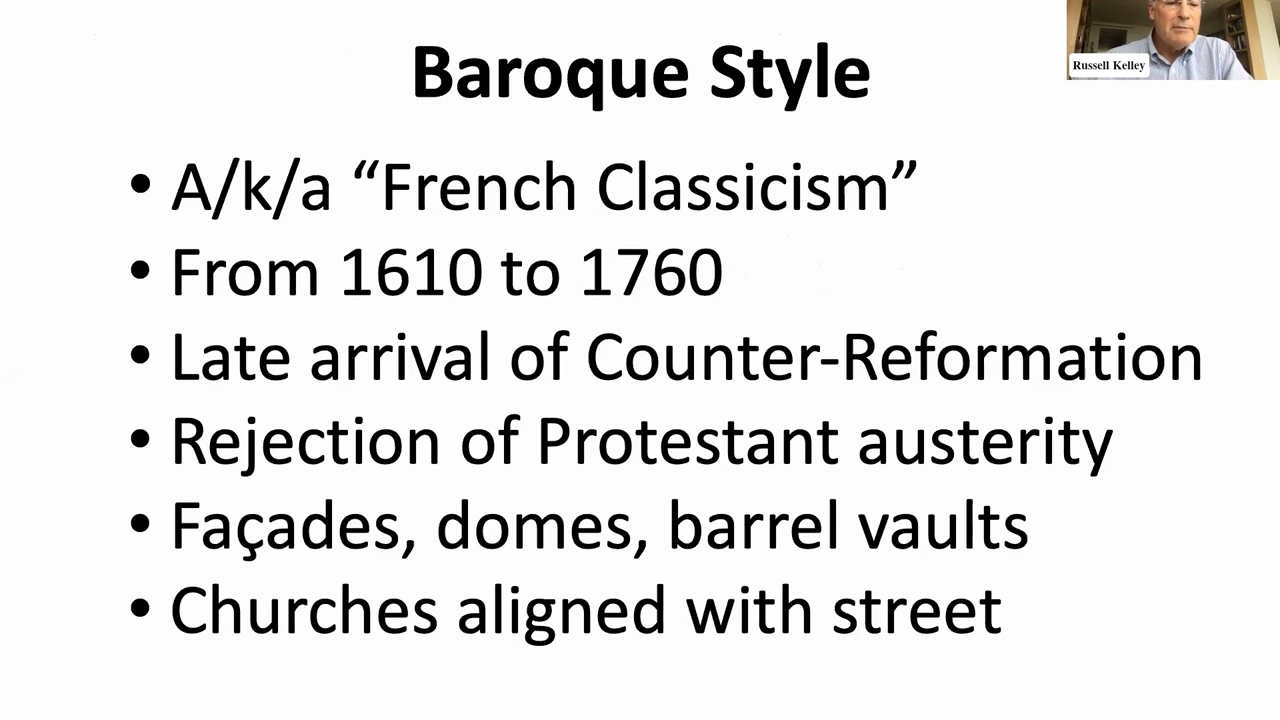 Baroque Style
Russell Kelley
• A/k/a “French Classicism”
• From 1610 to 1760
• Late arrival of Counter-Reformation
• Rejection of Protestant austerity
• Façades, domes, barrel vaults
• Churches aligned with street